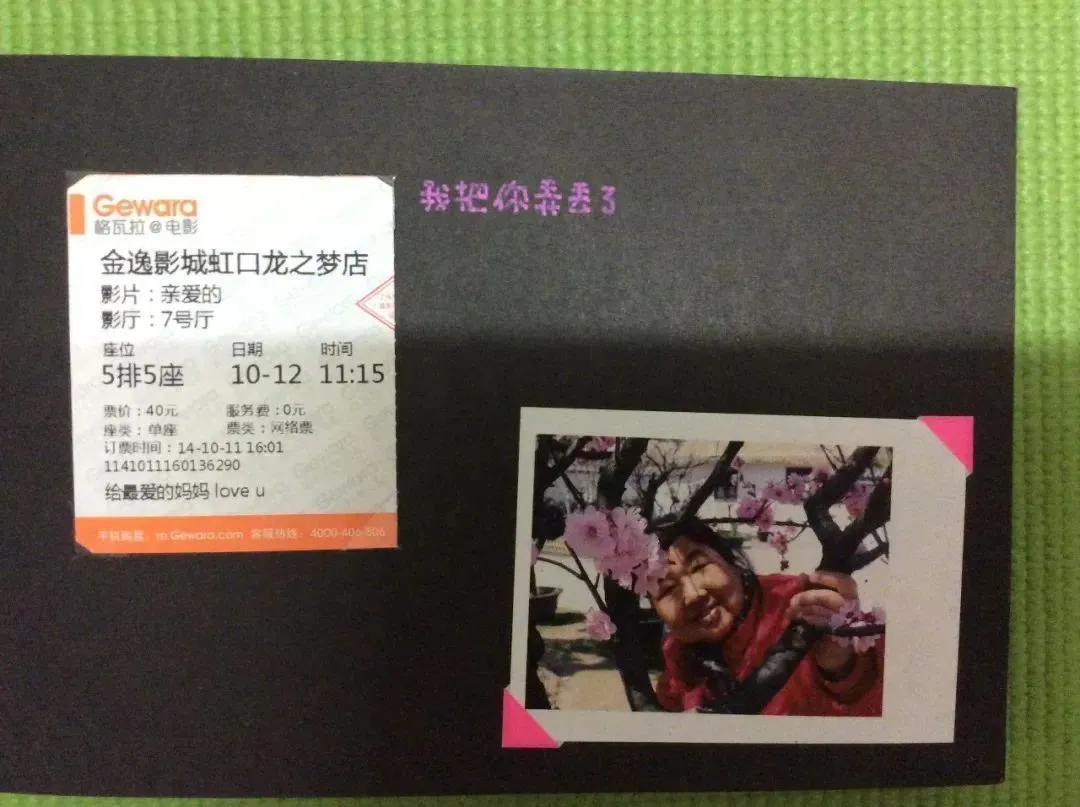 Gewara
格瓦拉@电影
金逸影城虹口龙之梦店
影片：亲爱的
影厅：7号厅
座位 日期 时间
5排5座 10-12 11:15
票价：40元 服务费：0元
座类：单座 票类：网络票
订票时间：14-10-11 16:01
1141011160136290
给最爱的妈妈 love u
手机购票：m.Gewara.com 客服热线：4000-406-506
我把你弄丢了